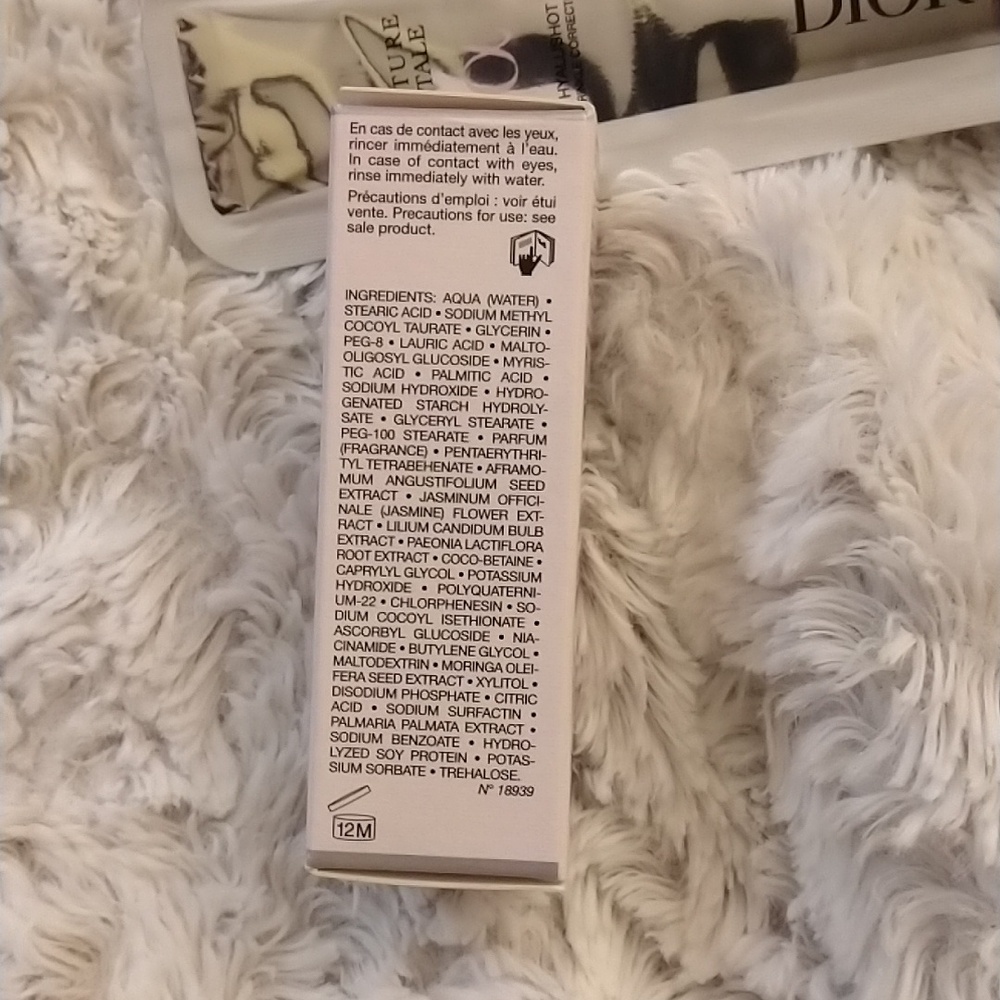 DIOR
TURE
TALE
HYALUSHOT
En cas de contact avec les yeux,
rincer immédiatement à l'eau.
In case of contact with eyes,
rinse immediately with water.
Précautions d'emploi : voir étui
vente. Precautions for use: see
sale product.
INGREDIENTS: AQUA (WATER) •
STEARIC ACID • SODIUM METHYL
COCOYL TAURATE • GLYCERIN •
PEG-8 • LAURIC ACID • MALTO-
OLIGOSYL GLUCOSIDE • MYRIS-
TIC ACID • PALMITIC ACID •
SODIUM HYDROXIDE • HYDRO-
GENATED STARCH HYDROLY-
SATE • GLYCERYL STEARATE •
PEG-100 STEARATE • PARFUM
(FRAGRANCE) • PENTAERYTHRI-
TYL TETRABEHENATE • AFRAMO-
MUM ANGUSTIFOLIUM SEED
EXTRACT • JASMINUM OFFICI-
NALE (JASMINE) FLOWER EXT-
RACT • LILIUM CANDIDUM BULB
EXTRACT • PAEONIA LACTIFLORA
ROOT EXTRACT • COCO-BETAINE •
CAPRYLYL GLYCOL • POTASSIUM
HYDROXIDE • POLYQUATERNI-
UM-22 • CHLORPHENESIN • SO-
DIUM COCOYL ISETHIONATE •
ASCORBYL GLUCOSIDE • NIA-
CINAMIDE • BUTYLENE GLYCOL •
MALTODEXTRIN • MORINGA OLEI-
FERA SEED EXTRACT • XYLITOL •
DISODIUM PHOSPHATE • CITRIC
ACID • SODIUM SURFACTIN •
PALMARIA PALMATA EXTRACT •
SODIUM BENZOATE • HYDRO-
LYZED SOY PROTEIN • POTAS-
SIUM SORBATE • TREHALOSE.
N° 18939
12M